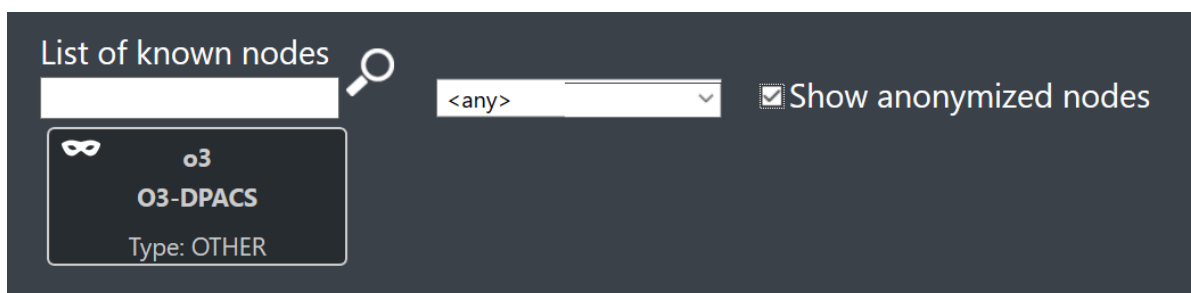 List of known nodes
<any>
Show anonymized nodes
o3
O3-DPACS
Type: OTHER